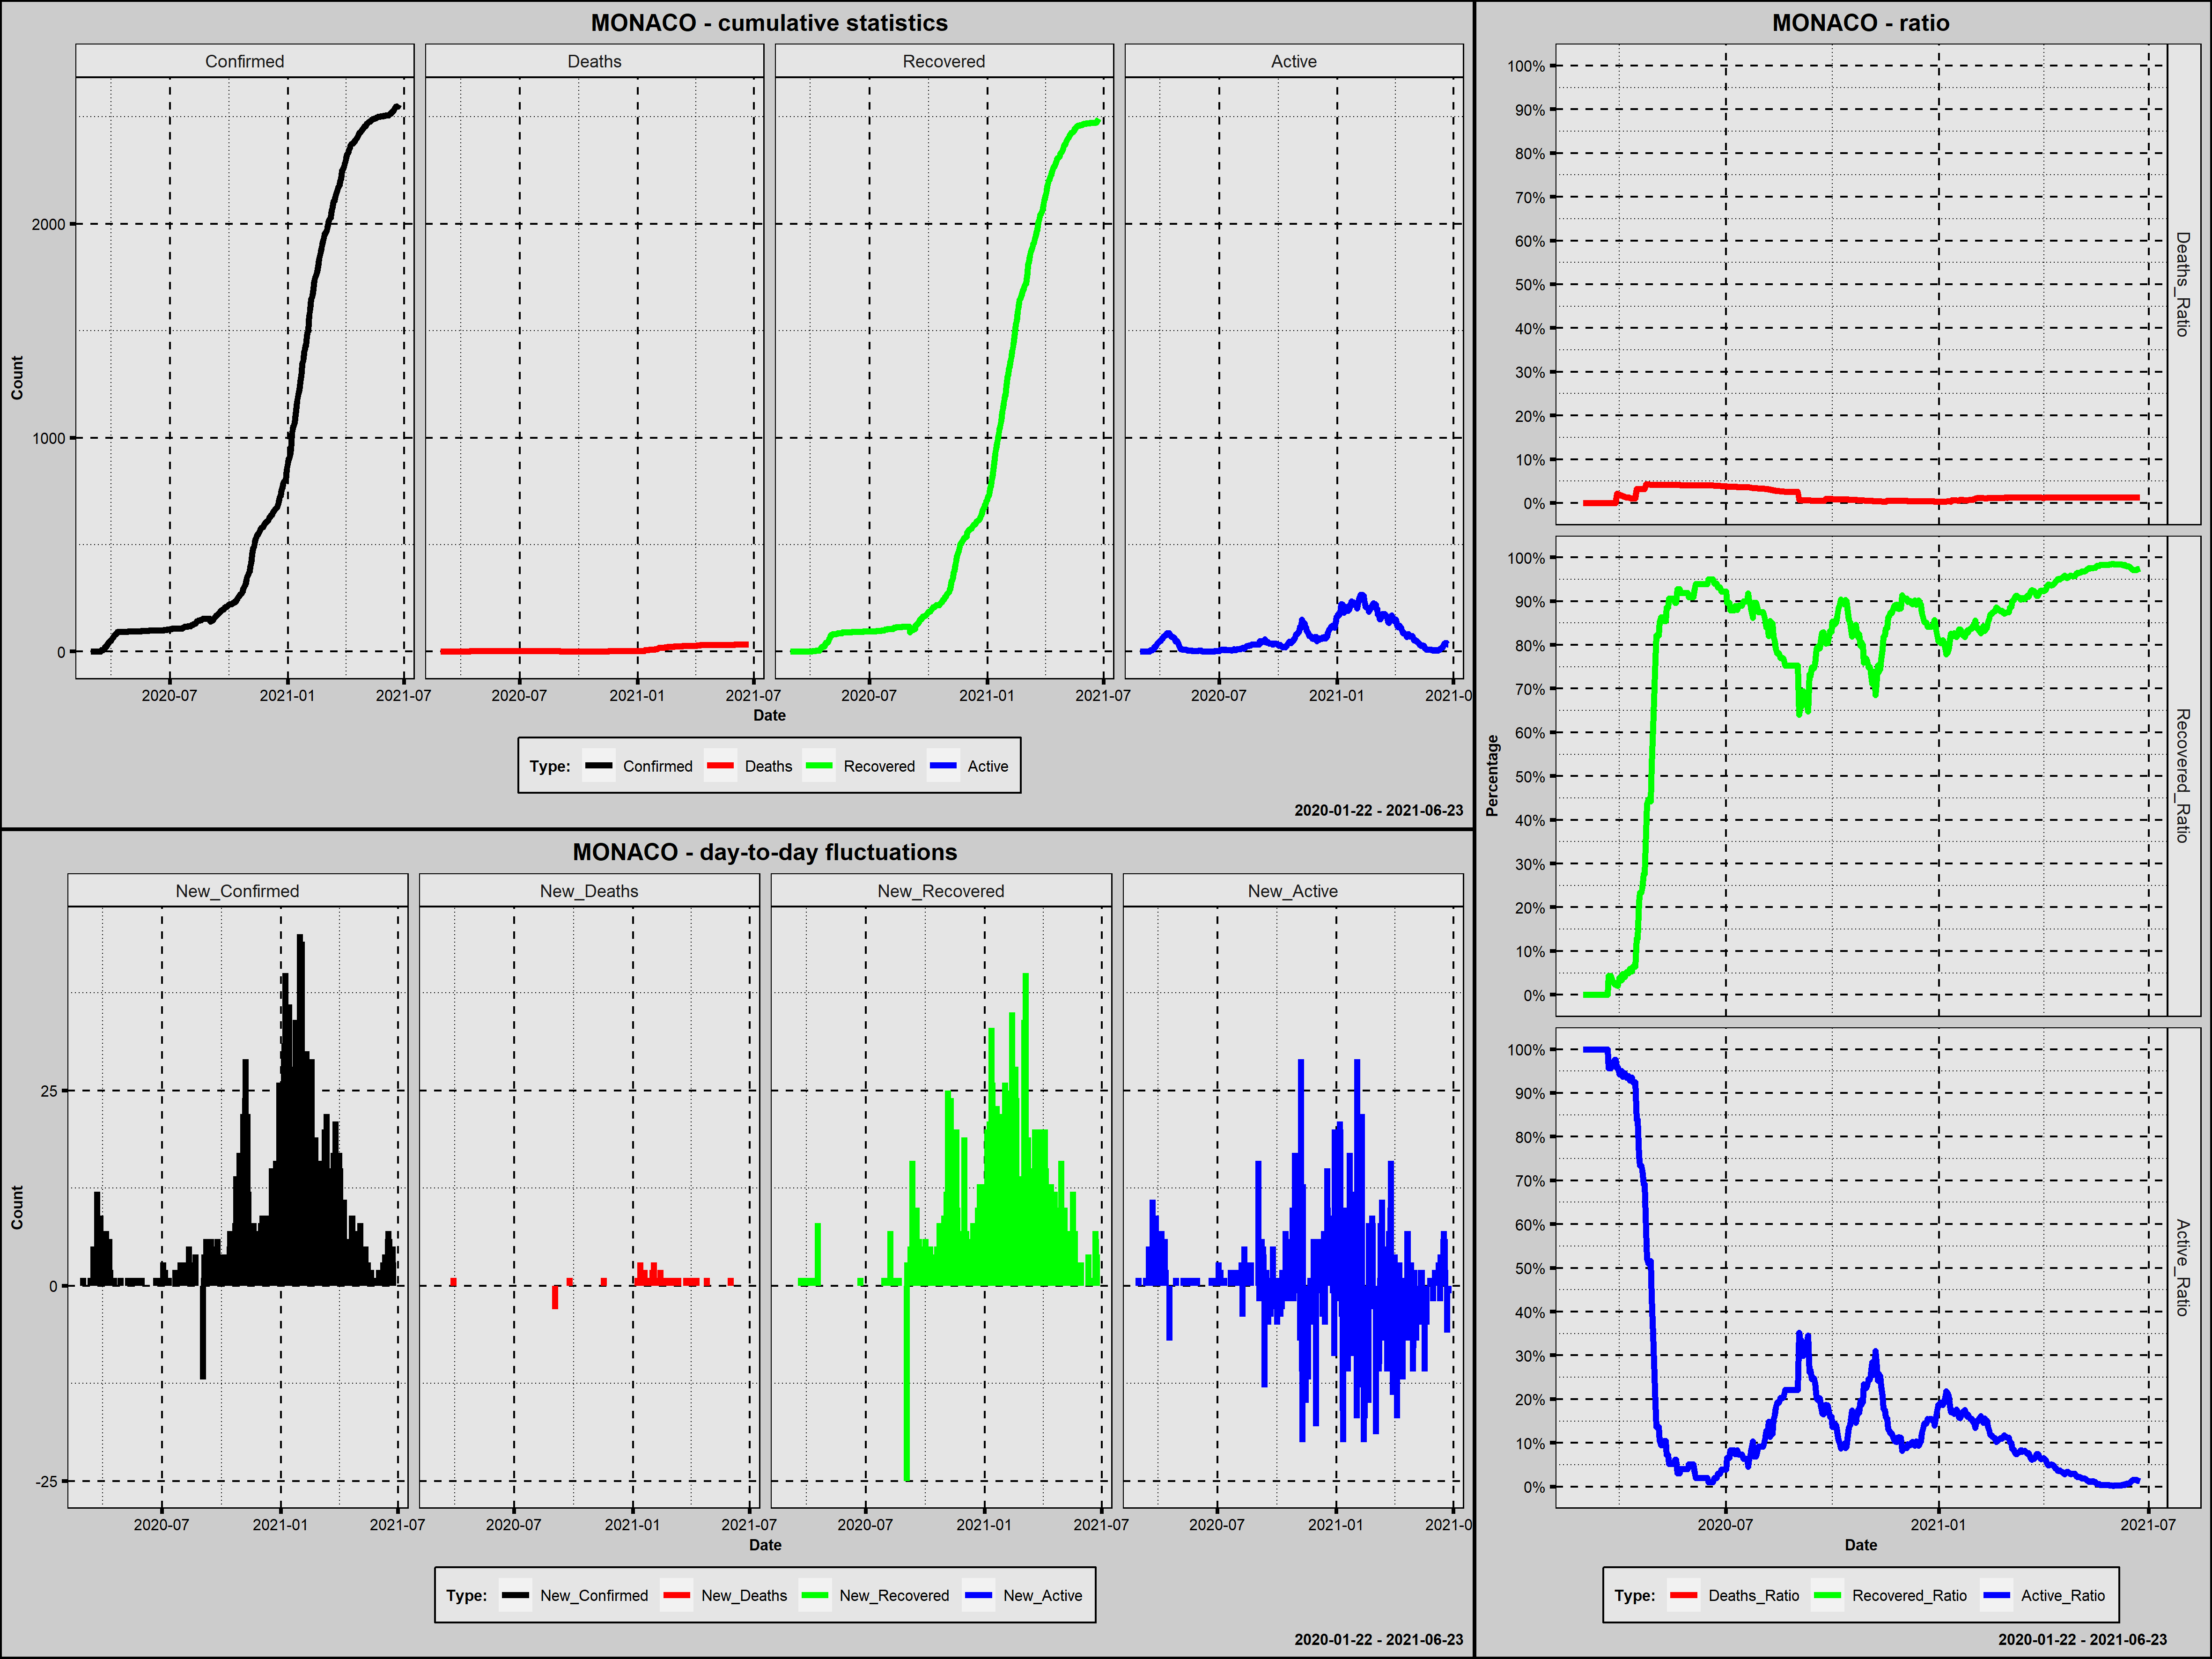 MONACO - cumulative statistics
Confirmed Deaths Recovered Active
Count
2000
1000
0
2020-07 2021-01 2021-07 2020-07 2021-01 2021-07 2020-07 2021-01 2021-07 2020-07 2021-01 2021-0
Date
Type: Confirmed Deaths Recovered Active
2020-01-22 - 2021-06-23
MONACO - day-to-day fluctuations
New_Confirmed New_Deaths New_Recovered New_Active
Count
25
0
-25
2020-07 2021-01 2021-07 2020-07 2021-01 2021-07 2020-07 2021-01 2021-07 2020-07 2021-01 2021-0
Date
Type: New_Confirmed New_Deaths New_Recovered New_Active
2020-01-22 - 2021-06-23
MONACO - ratio
Percentage
100%
90%
80%
70%
60%
50%
40%
30%
20%
10%
0%
Deaths_Ratio
100%
90%
80%
70%
60%
50%
40%
30%
20%
10%
0%
Recovered_Ratio
100%
90%
80%
70%
60%
50%
40%
30%
20%
10%
0%
Active_Ratio
2020-07 2021-01 2021-07
Date
Type: Deaths_Ratio Recovered_Ratio Active_Ratio
2020-01-22 - 2021-06-23